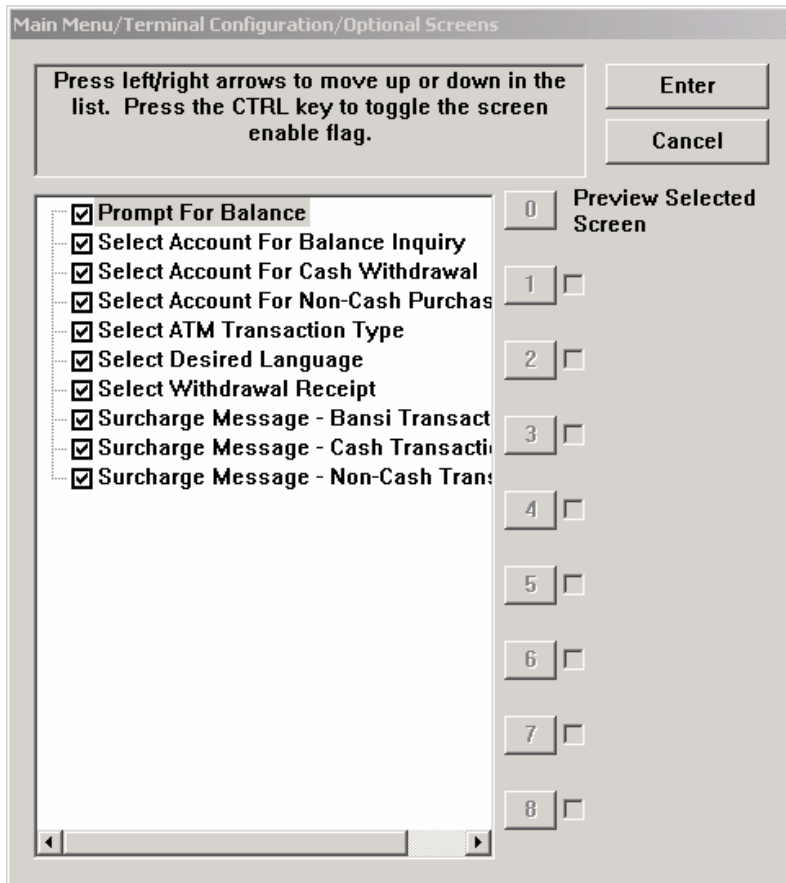 Main Menu/Terminal Configuration/Optional Screens
Press left/right arrows to move up or down in the
list. Press the CTRL key to toggle the screen
enable flag.
Enter
Cancel
Prompt For Balance
Select Account For Balance Inquiry
Select Account For Cash Withdrawal
Select Account For Non-Cash Purchas
Select ATM Transaction Type
Select Desired Language
Select Withdrawal Receipt
Surcharge Message - Bansi Transact
Surcharge Message - Cash Transacti
Surcharge Message - Non-Cash Trans
0 Preview Selected
Screen
1
2
3
4
5
6
7
8